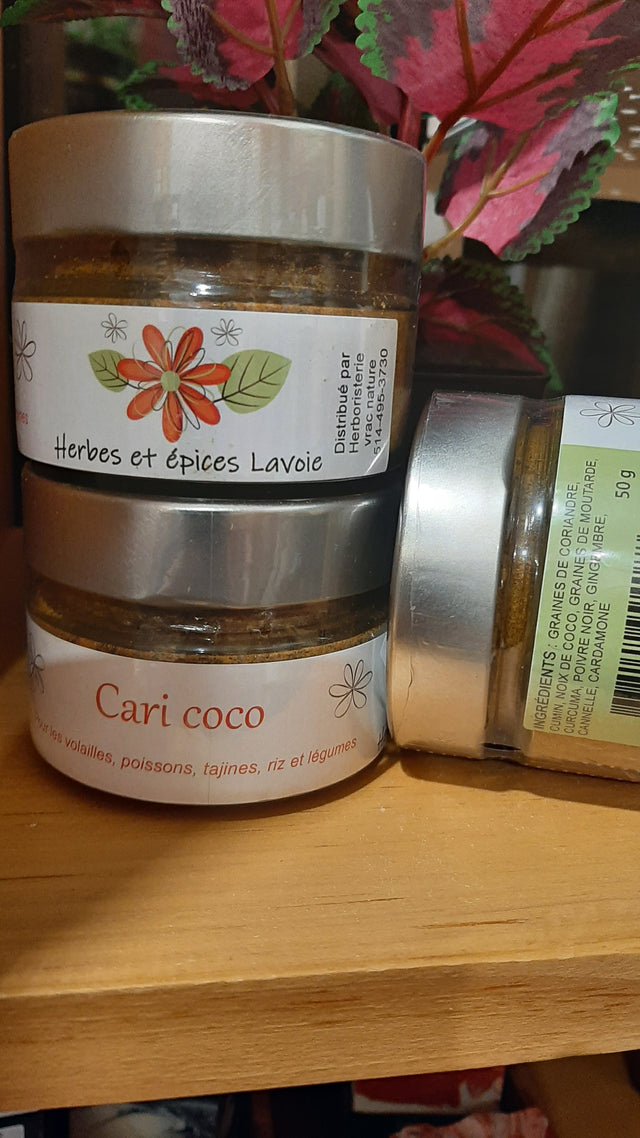 Herbes et épices Lavoie
Distribué par
Herboristerie
vrac nature
514-495-3730
Cari coco
les volailles, poissons, tajines, riz et légumes
INGRÉDIENTS : GRAINES DE CORIANDRE,
CUMIN, NOIX DE COCO, GRAINES DE MOUTARDE,
CURCUMA, POIVRE NOIR, GINGEMBRE,
CANNELLE, CARDAMONE
50 g